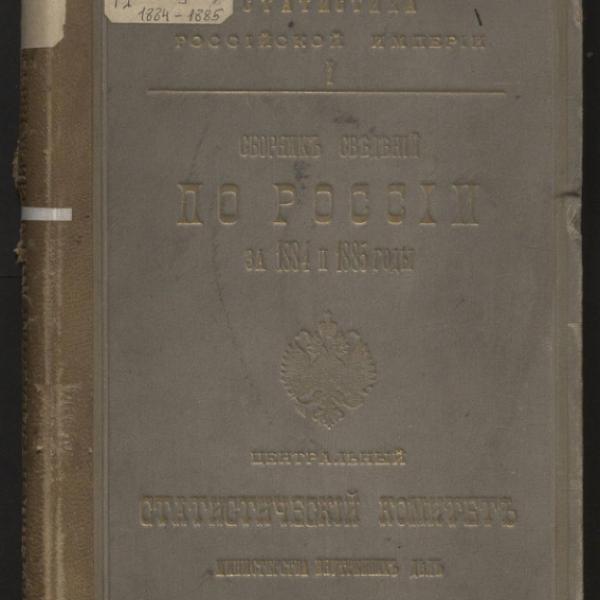 1884-1885
СТАТИСТИКА
РОССІЙСКОЙ ИМПЕРІИ
I
СБОРНИКЪ СВѢДѢНІЙ
ПО РОССІИ
ЗА 1884 И 1885 ГОДЫ
ЦЕНТРАЛЬНЫЙ
СТАТИСТИЧЕСКІЙ КОМИТЕТЪ
МИНИСТЕРСТВА ВНУТРЕННИХЪ ДѢЛЪ